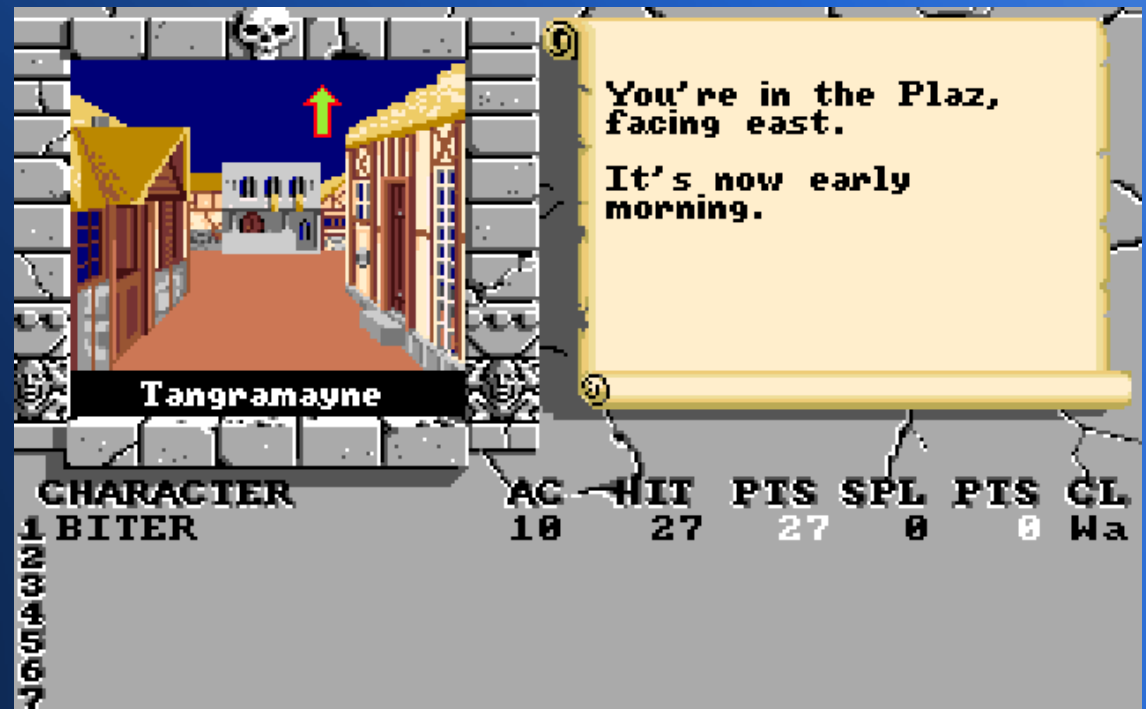 You're in the Plaz,
facing east.
It's now early
morning.
Tangramayne
CHARACTER AC HIT PTS SPL PTS CL
1 BITER 10 27 27 0 0 Wa
2
3
4
5
6
7